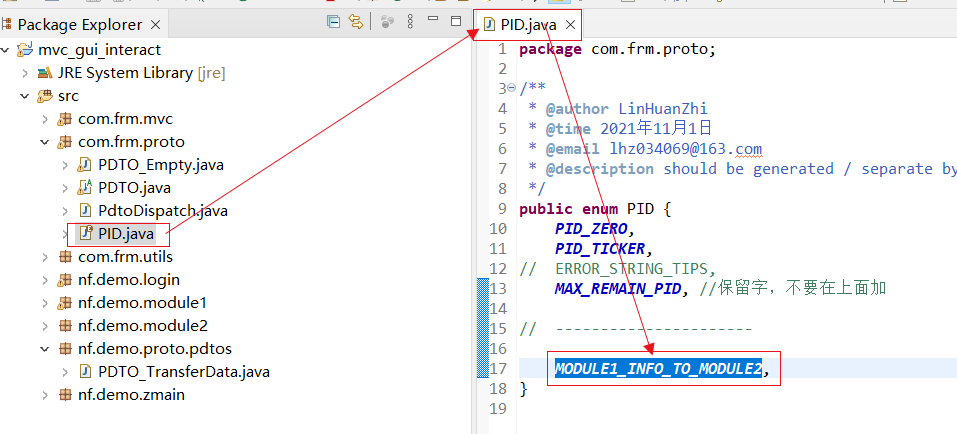 Package Explorer
mvc_gui_interact
JRE System Library [jre]
src
com.frm.mvc
com.frm.proto
PDTO_Empty.java
PDTO.java
PdtoDispatch.java
PID.java
com.frm.utils
nf.demo.login
nf.demo.module1
nf.demo.module2
nf.demo.proto.pdtos
PDTO_TransferData.java
nf.demo.zmain
PID.java
1 package com.frm.proto;
2
3 /**
4 * @author LinHuanZhi
5 * @time 2021年11月1日
6 * @email lhz034069@163.com
7 * @description should be generated / separate by
8 */
9 public enum PID {
10 PID_ZERO,
11 PID_TICKER,
12 // ERROR_STRING_TIPS,
13 MAX_REMAIN_PID, //保留字，不要在上面加
14
15 // --------------------
16
17 MODULE1_INFO_TO_MODULE2,
18 }
19